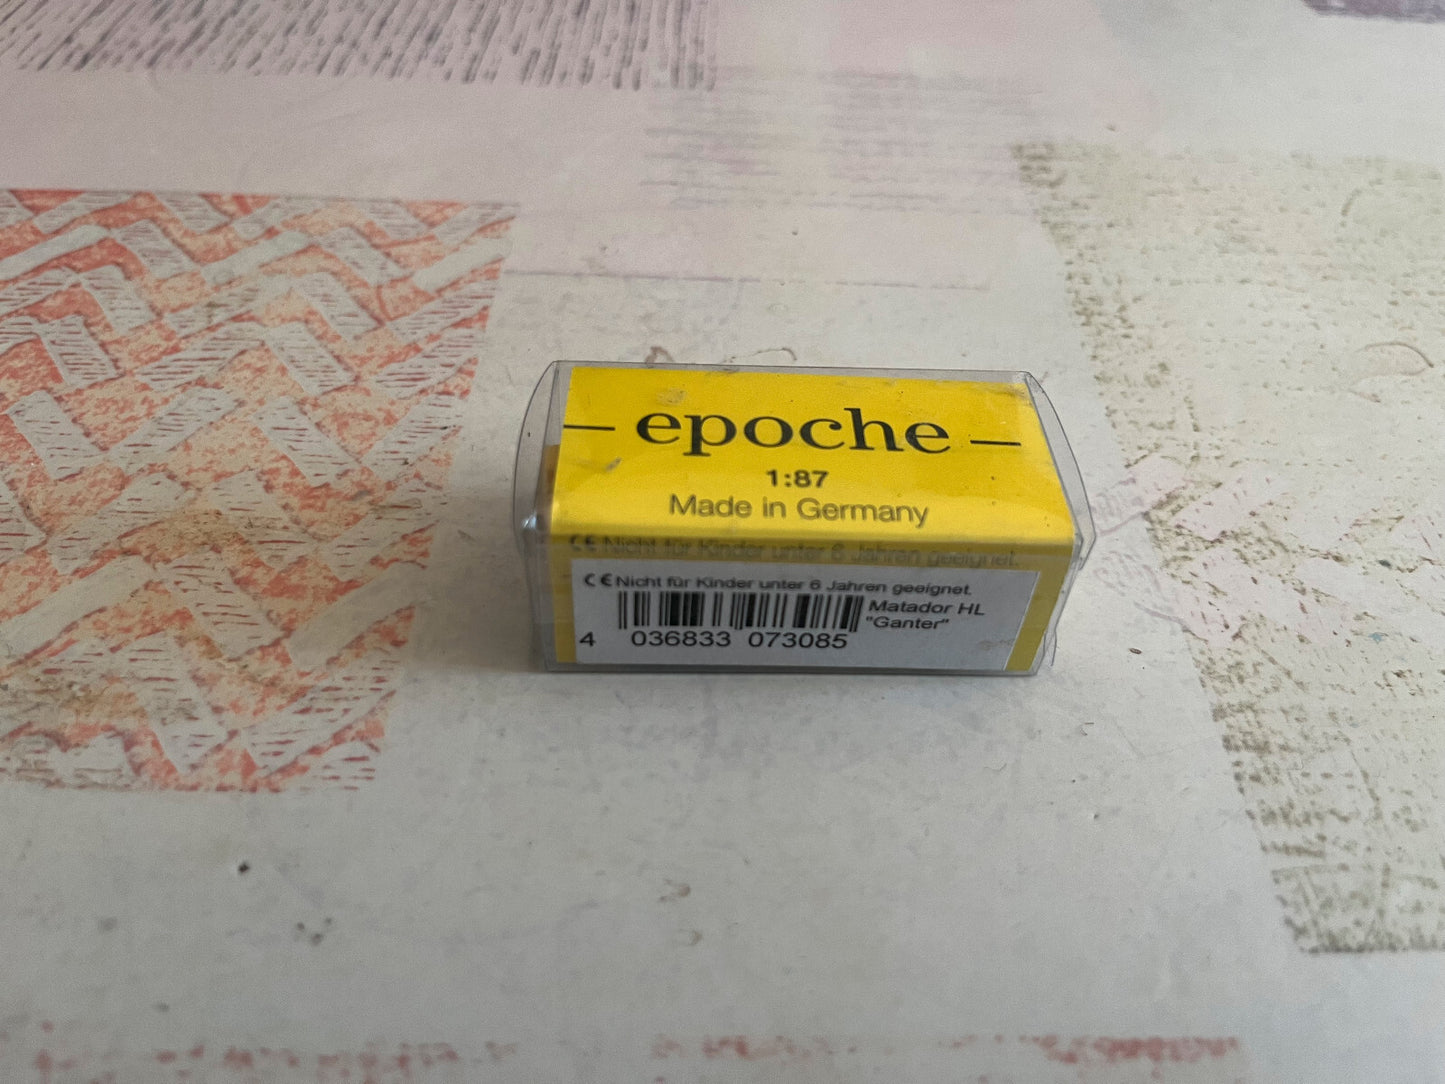 — epoche —
1:87
Made in Germany
CE Nicht für Kinder unter 6 Jahren geeignet.
CE Nicht für Kinder unter 6 Jahren geeignet.
Matador HL
"Ganter"
4 036833 073085